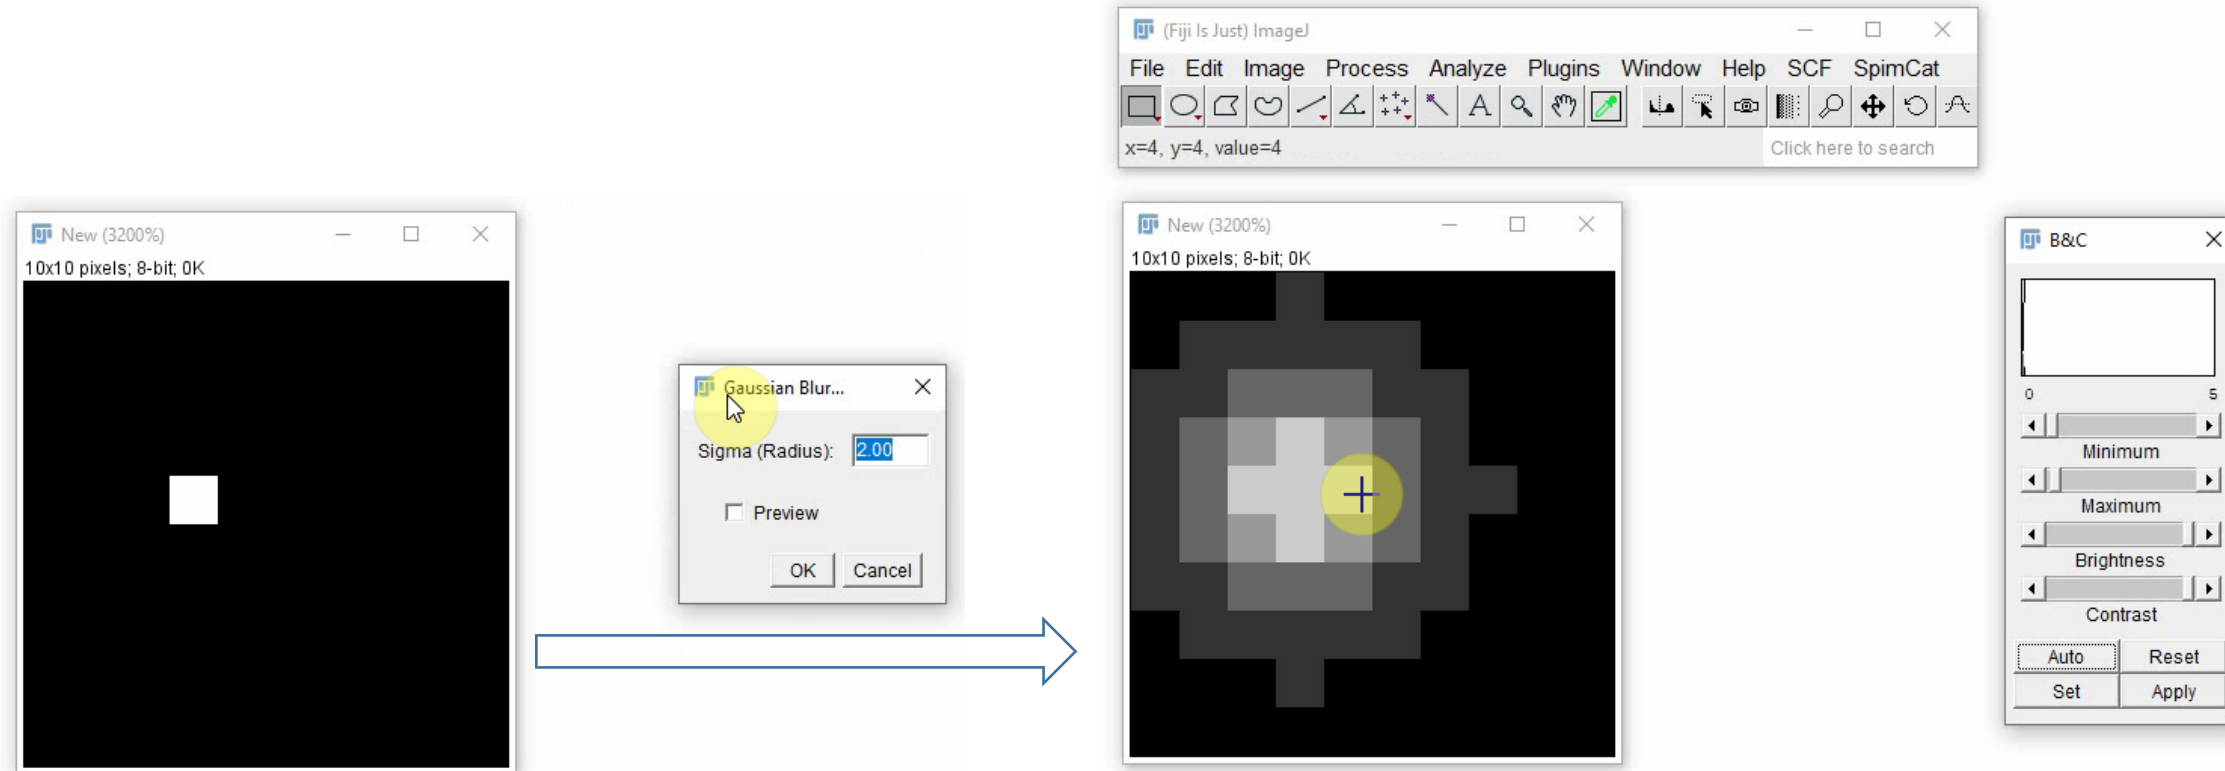 (Fiji Is Just) ImageJ
File Edit Image Process Analyze Plugins Window Help SCF SpimCat
A
x=4, y=4, value=4
Click here to search
New (3200%)
10x10 pixels; 8-bit; 0K
Gaussian Blur...
Sigma (Radius): 2.00
Preview
OK Cancel
New (3200%)
10x10 pixels; 8-bit; 0K
B&C
0 5
Minimum
Maximum
Brightness
Contrast
Auto Reset
Set Apply